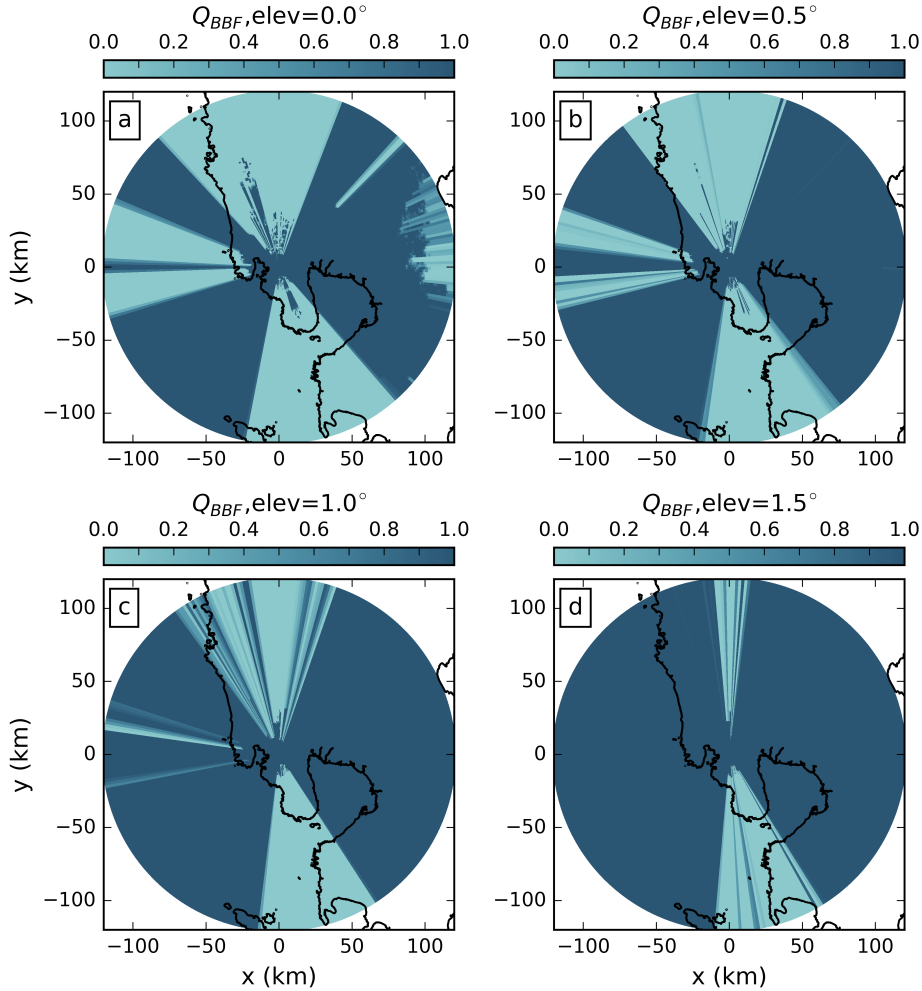 Q_BBF,elev=0.0°
Q_BBF,elev=0.5°
0.0 0.2 0.4 0.6 0.8 1.0
0.0 0.2 0.4 0.6 0.8 1.0
a
b
y (km)
100
50
0
−50
−100
100
50
0
−50
−100
−100 −50 0 50 100
−100 −50 0 50 100
Q_BBF,elev=1.0°
Q_BBF,elev=1.5°
0.0 0.2 0.4 0.6 0.8 1.0
0.0 0.2 0.4 0.6 0.8 1.0
c
d
y (km)
100
50
0
−50
−100
100
50
0
−50
−100
−100 −50 0 50 100
−100 −50 0 50 100
x (km)
x (km)